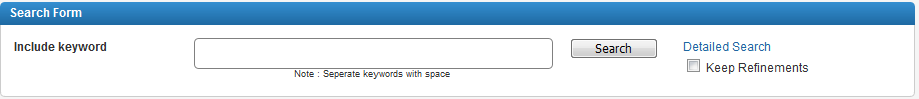 Search Form
Include keyword
Search
Detailed Search
Keep Refinements
Note : Seperate keywords with space